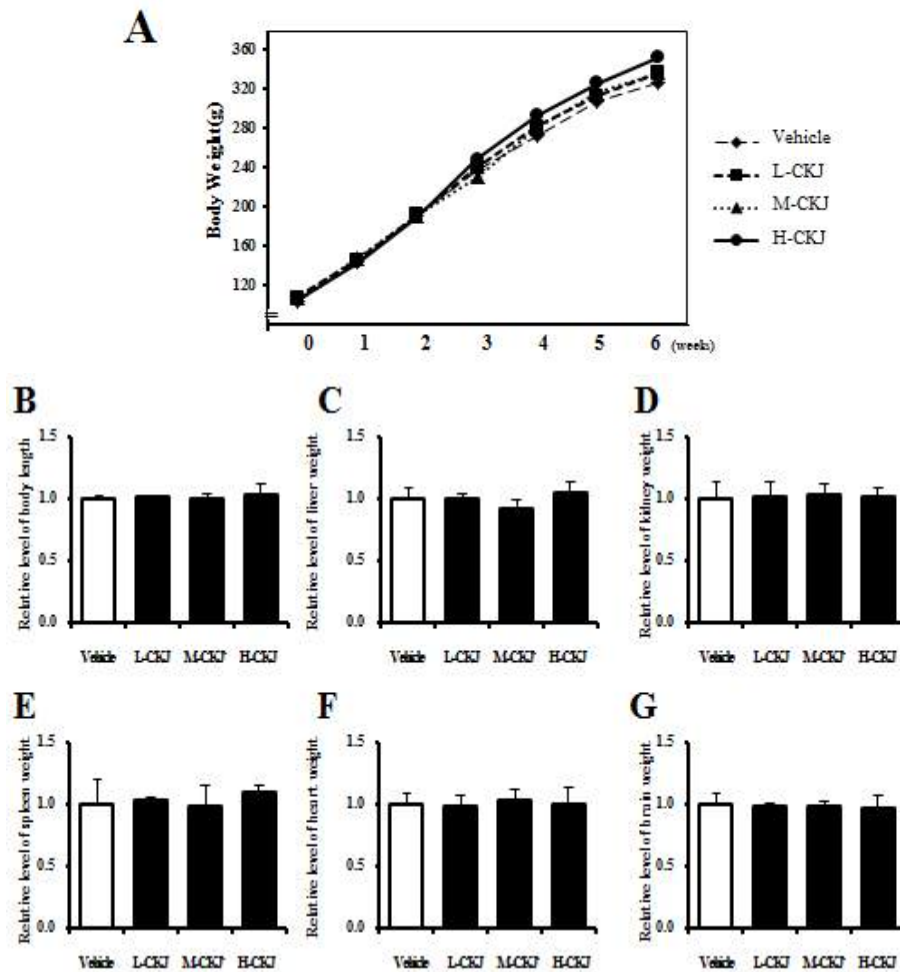 A
Body Weight(g)
360
320
280
240
200
160
120
0 1 2 3 4 5 6 (weeks)
Vehicle
L-CKJ
M-CKJ
H-CKJ
B
Relative level of body length
1.5
1.0
0.5
0.0
Vehicle L-CKJ M-CKJ H-CKJ
C
Relative level of liver weight.
1.5
1.0
0.5
0.0
Vehicle L-CKJ M-CKJ H-CKJ
D
Relative level of kidney weight.
1.5
1.0
0.5
0.0
Vehicle L-CKJ M-CKJ H-CKJ
E
Relative level of spleen weight.
1.5
1.0
0.5
0.0
Vehicle L-CKJ M-CKJ H-CKJ
F
Relative level of heart weight.
1.5
1.0
0.5
0.0
Vehicle L-CKJ M-CKJ H-CKJ
G
Relative level of brain weight.
1.5
1.0
0.5
0.0
Vehicle L-CKJ M-CKJ H-CKJ